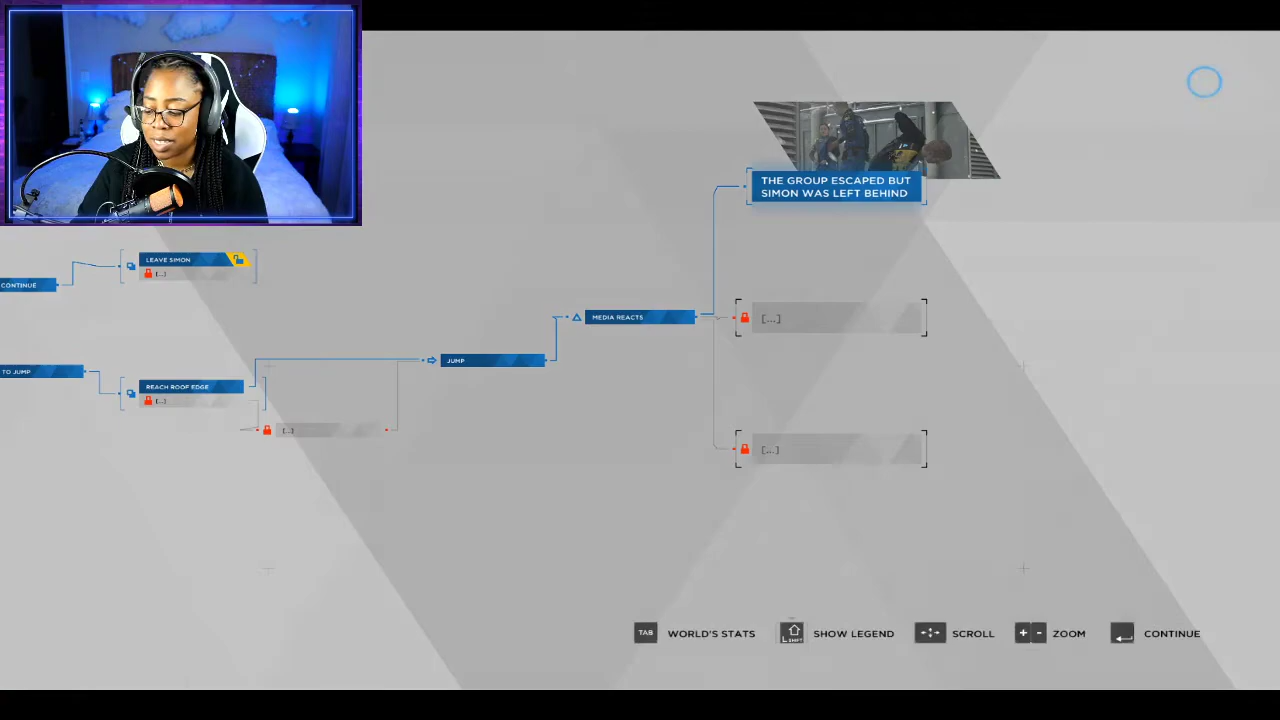 THE GROUP ESCAPED BUT
SIMON WAS LEFT BEHIND
LEAVE SIMON
[...]
CONTINUE
[...]
MEDIA REACTS
JUMP
TO JUMP
REACH ROOF EDGE
[...]
[...]
[...]
TAB WORLD'S STATS L SHIFT SHOW LEGEND SCROLL + - ZOOM CONTINUE